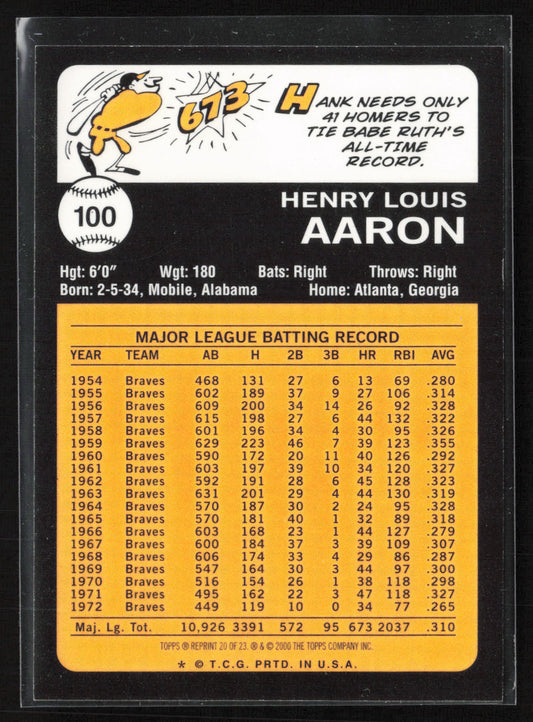 673
HANK NEEDS ONLY
41 HOMERS TO
TIE BABE RUTH'S
ALL-TIME
RECORD.
100
HENRY LOUIS
AARON
Hgt: 6'0" Wgt: 180 Bats: Right Throws: Right
Born: 2-5-34, Mobile, Alabama Home: Atlanta, Georgia
MAJOR LEAGUE BATTING RECORD
YEAR TEAM AB H 2B 3B HR RBI AVG
1954 Braves 468 131 27 6 13 69 .280
1955 Braves 602 189 37 9 27 106 .314
1956 Braves 609 200 34 14 26 92 .328
1957 Braves 615 198 27 6 44 132 .322
1958 Braves 601 196 34 4 30 95 .326
1959 Braves 629 223 46 7 39 123 .355
1960 Braves 590 172 20 11 40 126 .292
1961 Braves 603 197 39 10 34 120 .327
1962 Braves 592 191 28 6 45 128 .323
1963 Braves 631 201 29 4 44 130 .319
1964 Braves 570 187 30 2 24 95 .328
1965 Braves 570 181 40 1 32 89 .318
1966 Braves 603 168 23 1 44 127 .279
1967 Braves 600 184 37 3 39 109 .307
1968 Braves 606 174 33 4 29 86 .287
1969 Braves 547 164 30 3 44 97 .300
1970 Braves 516 154 26 1 38 118 .298
1971 Braves 495 162 22 3 47 118 .327
1972 Braves 449 119 10 0 34 77 .265
Maj. Lg. Tot. 10,926 3391 572 95 673 2037 .310
TOPPS ® REPRINT 20 OF 23. ® & © 2000 THE TOPPS COMPANY INC.
* © T.C.G. PRTD. IN U.S.A.